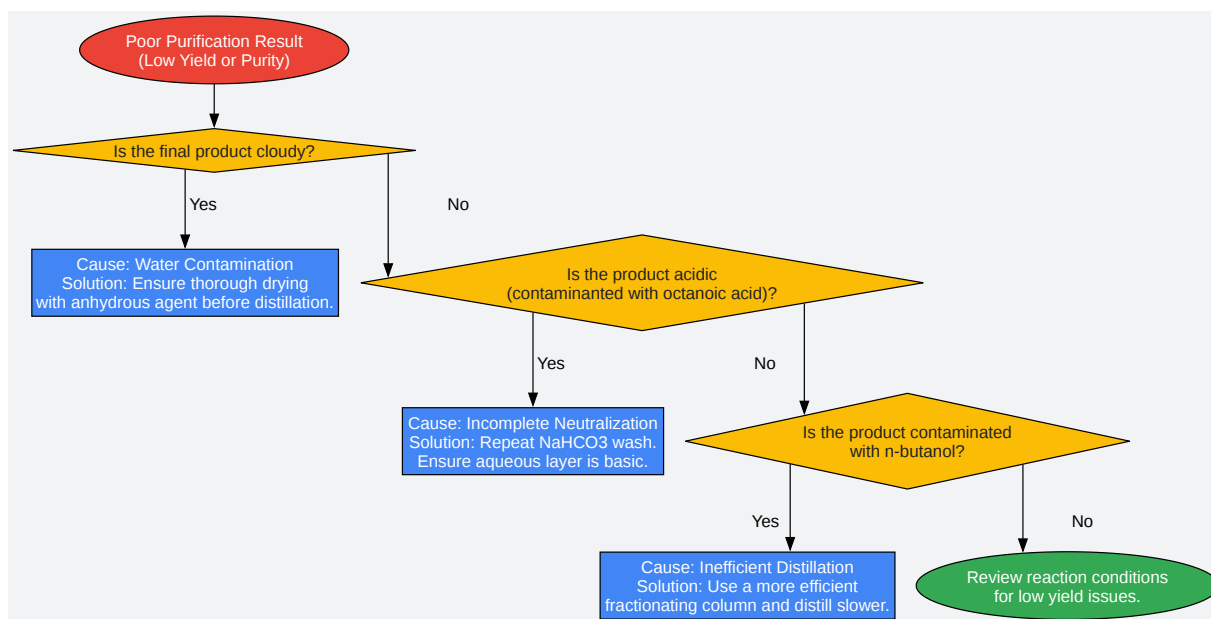 Poor Purification Result
(Low Yield or Purity)
Is the final product cloudy?
Yes
No
Cause: Water Contamination
Solution: Ensure thorough drying
with anhydrous agent before distillation.
Is the product acidic
(contaminanted with octanoic acid)?
Yes
No
Cause: Incomplete Neutralization
Solution: Repeat NaHCO3 wash.
Ensure aqueous layer is basic.
Is the product contaminated
with n-butanol?
Yes
No
Cause: Inefficient Distillation
Solution: Use a more efficient
fractionating column and distill slower.
Review reaction conditions
for low yield issues.